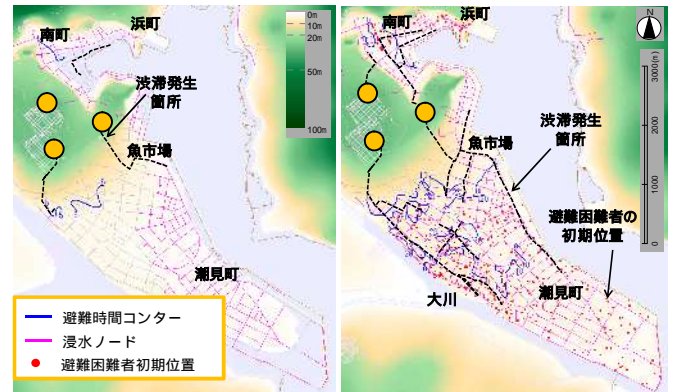 南町
浜町
渋滞発生
箇所
魚市場
潮見町
0m
10m
20m
50m
100m
避難時間コンター
浸水ノード
避難困難者初期位置
南町
浜町
N
渋滞発生
箇所
魚市場
避難困難者の
初期位置
潮見町
大川
0
1000
2000
3000(m)